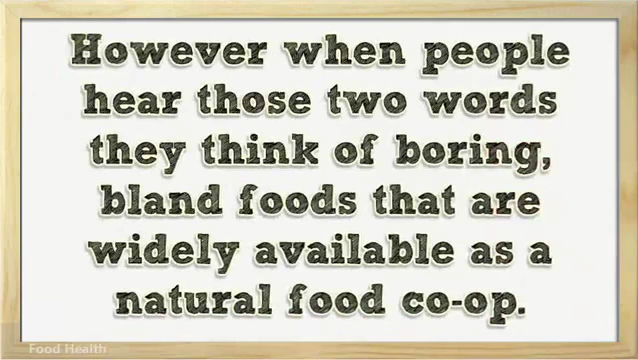 However when people
hear those two words
they think of boring,
bland foods that are
widely available as a
natural food co-op.
Food Health